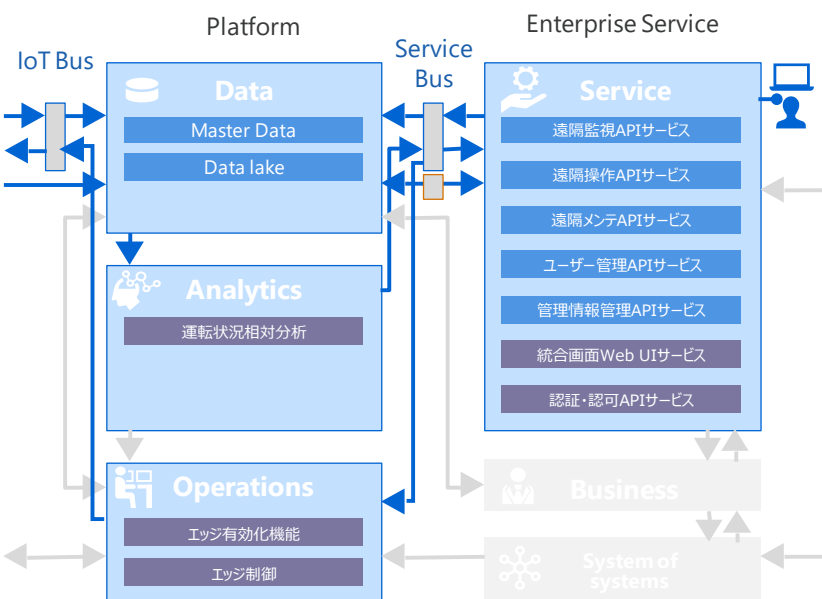 Platform
Enterprise Service
IoT Bus
Service
Bus
Data
Master Data
Data lake
Analytics
運転状況相対分析
Operations
エッジ有効化機能
エッジ制御
Service
遠隔監視APIサービス
遠隔操作APIサービス
遠隔メンテAPIサービス
ユーザー管理APIサービス
管理情報管理APIサービス
統合画面Web UIサービス
認証・認可APIサービス
Business
System of
systems